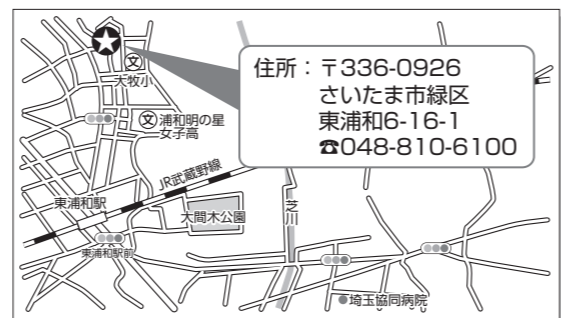 住所：〒336-0926
さいたま市緑区
東浦和6-16-1
☎048-810-6100
文
大牧小
文 浦和明の星
女子高
JR武蔵野線
東浦和駅
大間木公園
芝川
東浦和駅前
埼玉協同病院